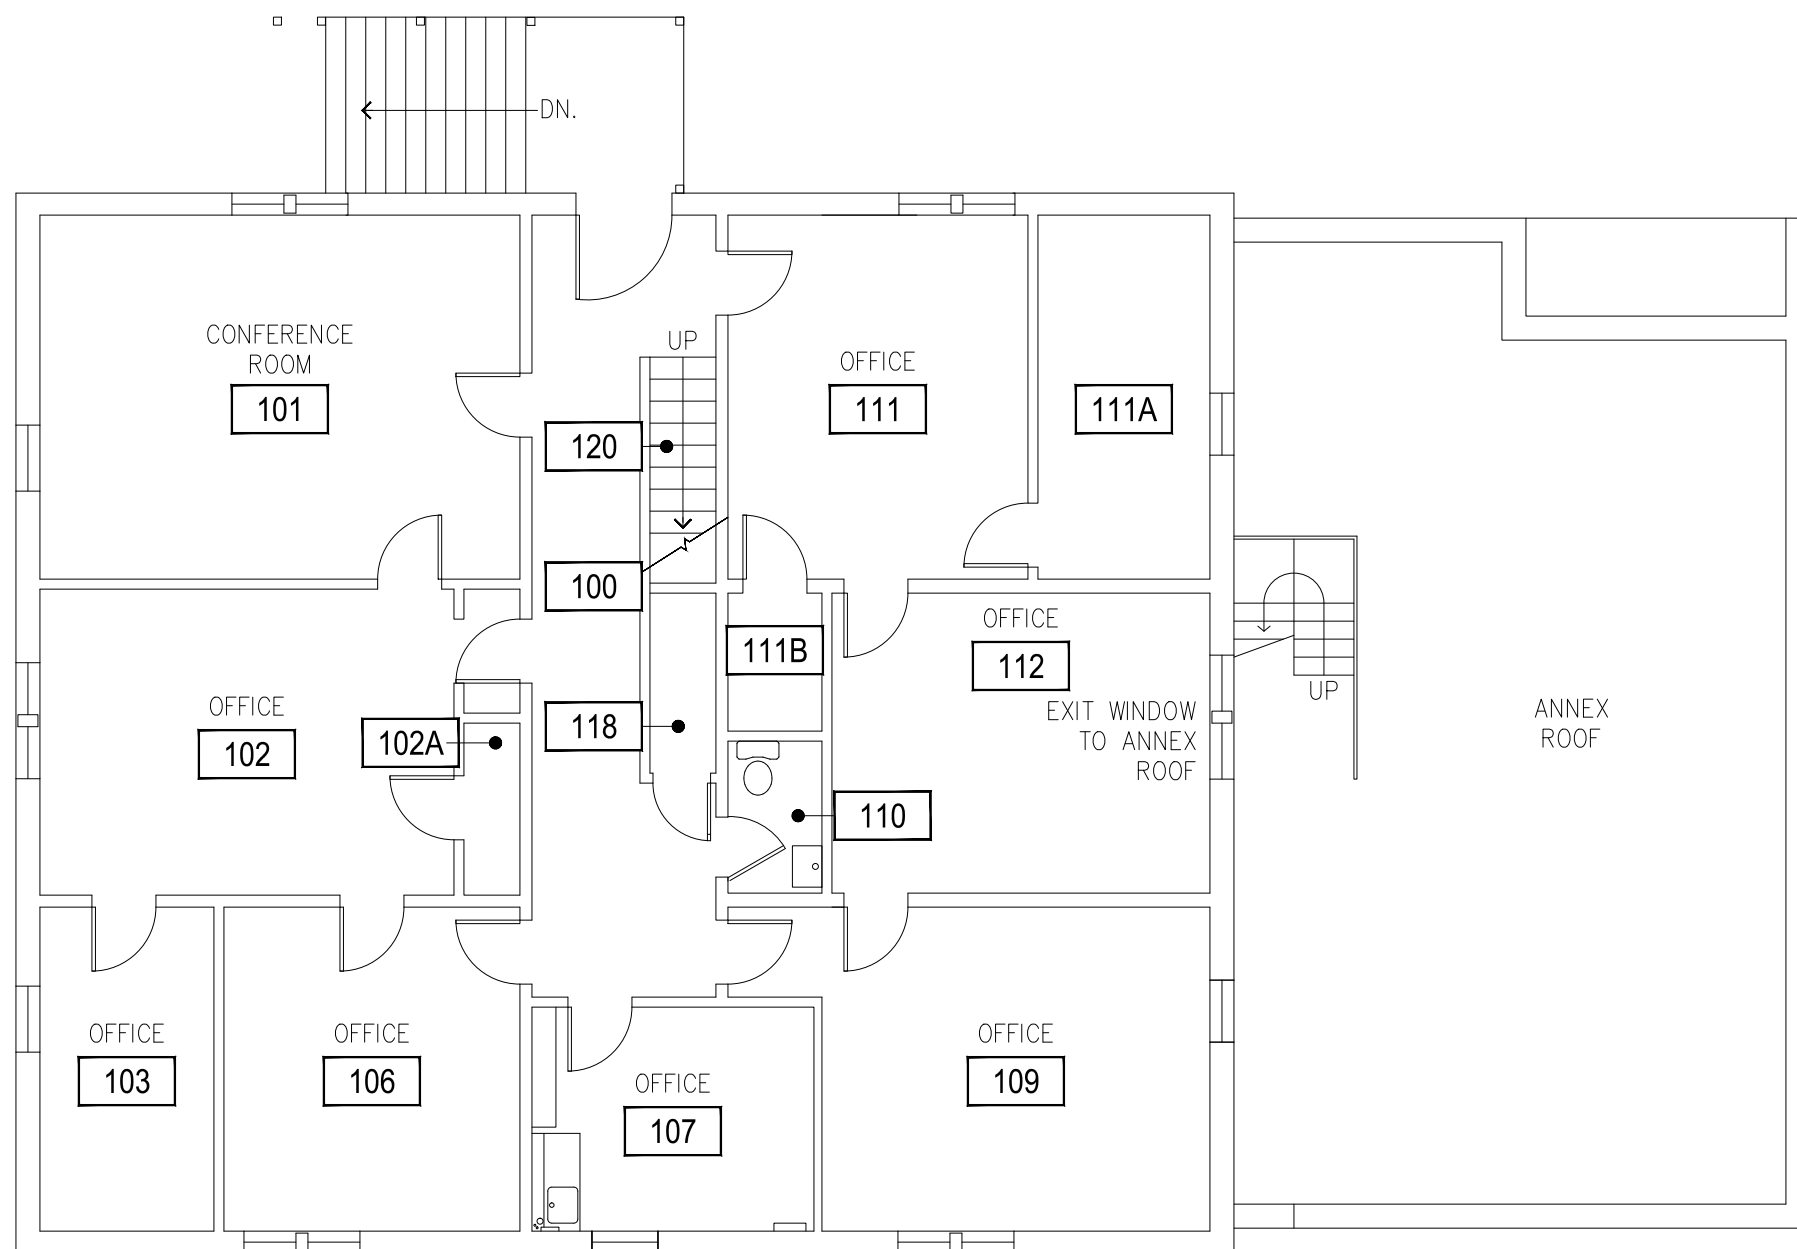 DN.
CONFERENCE
ROOM
101
UP
120
OFFICE
111
111A
100
OFFICE
112
111B
EXIT WINDOW
TO ANNEX
ROOF
UP
ANNEX
ROOF
OFFICE
102
102A
118
110
OFFICE
103
OFFICE
106
OFFICE
107
OFFICE
109